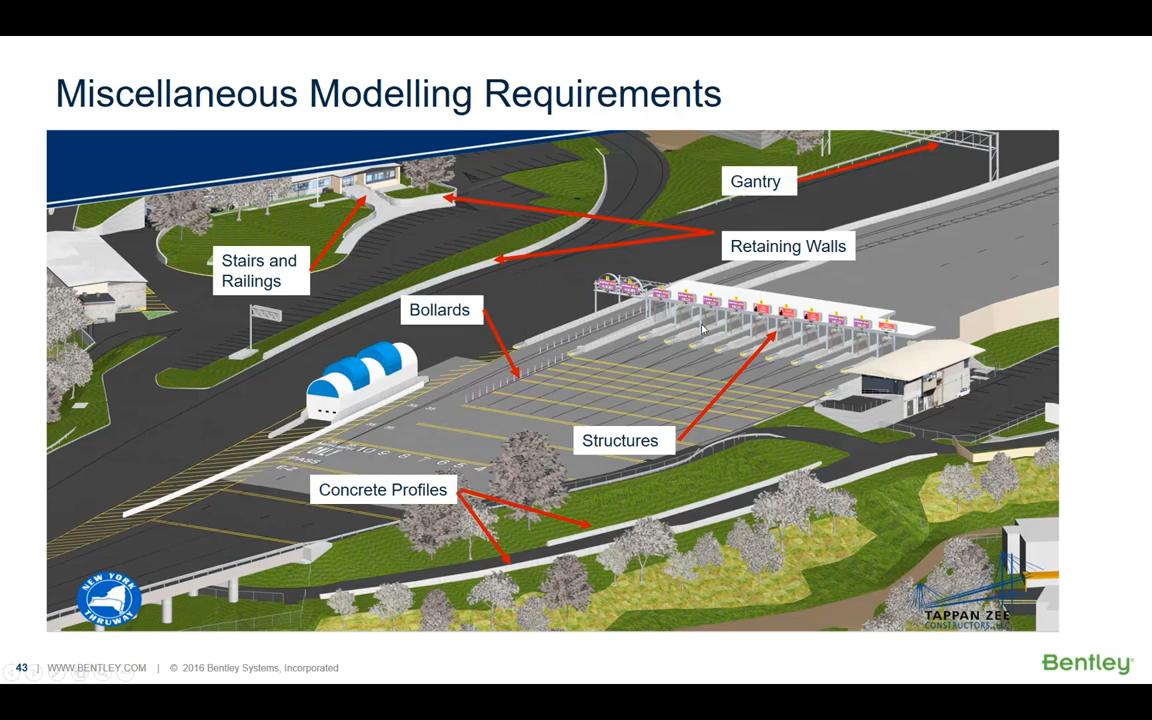 Miscellaneous Modelling Requirements
Gantry
Retaining Walls
Stairs and
Railings
Bollards
Structures
Concrete Profiles
NEW YORK
THRUWAY
TAPPAN ZEE
CONSTRUCTORS, LLC
43 | WWW.BENTLEY.COM | © 2016 Bentley Systems, Incorporated
Bentley